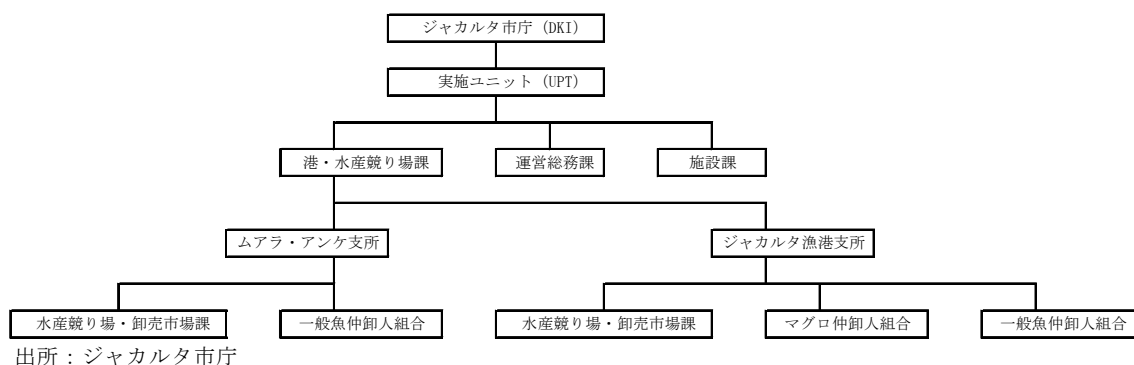 ジャカルタ市庁 (DKI)
実施ユニット (UPT)
港・水産競り場課
運営総務課
施設課
ムアラ・アンケ支所
ジャカルタ漁港支所
水産競り場・卸売市場課
一般魚仲卸人組合
水産競り場・卸売市場課
マグロ仲卸人組合
一般魚仲卸人組合
出所：ジャカルタ市庁